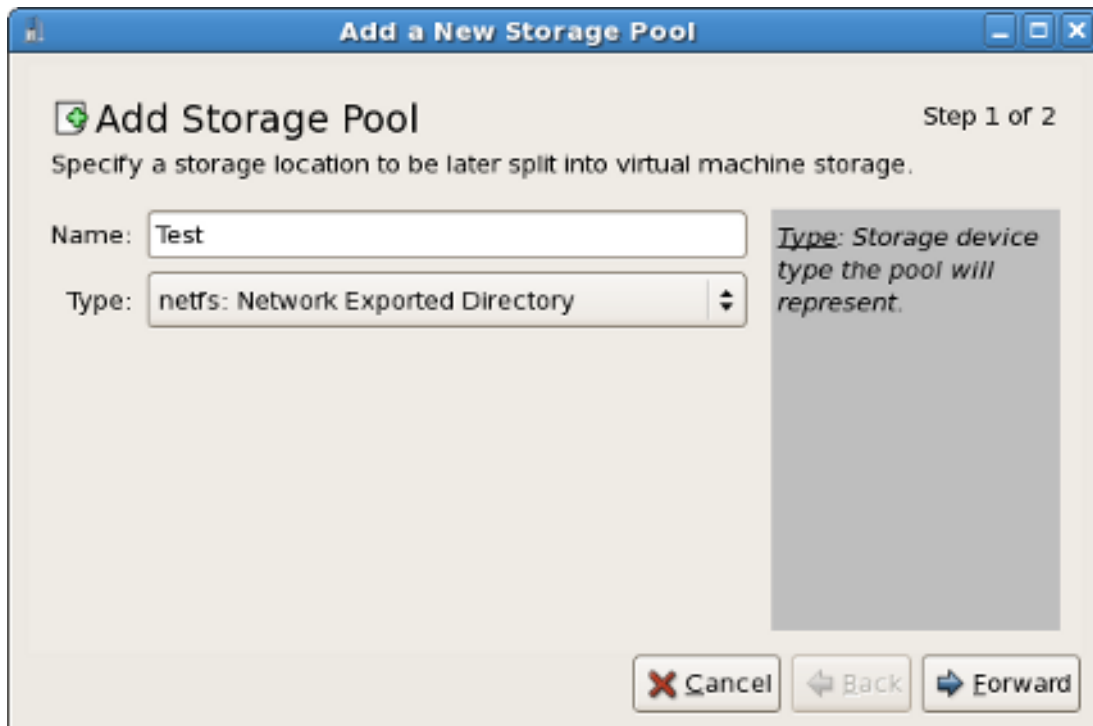 Add a New Storage Pool
Add Storage Pool
Step 1 of 2
Specify a storage location to be later split into virtual machine storage.
Name: Test
Type: netfs: Network Exported Directory
Type: Storage device
type the pool will
represent.
Cancel
Back
Forward